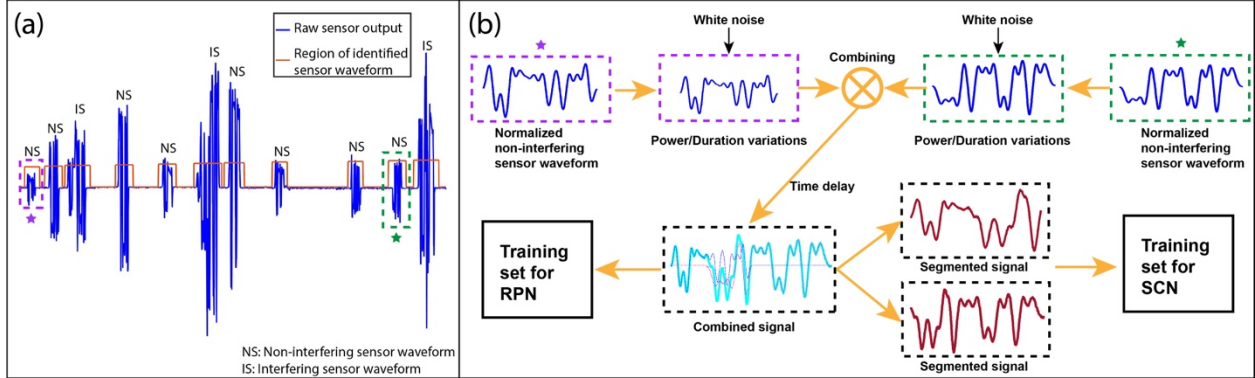 (a)
Raw sensor output
Region of identified
sensor waveform
NS
NS
IS
NS
NS
IS
NS
NS
NS
NS
IS
NS: Non-interfering sensor waveform
IS: Interfering sensor waveform
(b)
White noise
White noise
Combining
Normalized
non-interfering
sensor waveform
Power/Duration variations
Power/Duration variations
Normalized
non-interfering
sensor waveform
Time delay
Training
set for
RPN
Combined signal
Segmented signal
Segmented signal
Training
set for
SCN